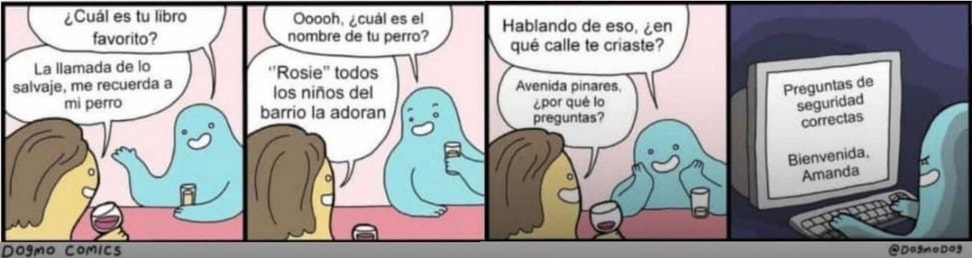 ¿Cuál es tu libro
favorito?
La llamada de lo
salvaje, me recuerda a
mi perro
Ooooh, ¿cuál es el
nombre de tu perro?
"Rosie" todos
los niños del
barrio la adoran
Hablando de eso, ¿en
qué calle te criaste?
Avenida pinares,
¿por qué lo
preguntas?
Preguntas de
seguridad
correctas
Bienvenida,
Amanda
DOGMO COMICS
@DOGMODOG